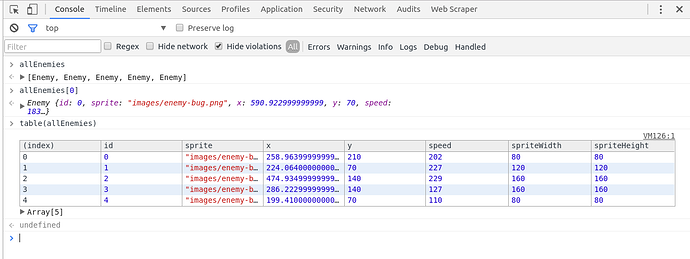 Console Timeline Elements Sources Profiles Application Security Network Audits Web Scraper
top Preserve log
Filter Regex Hide network Hide violations All Errors Warnings Info Logs Debug Handled
allEnemies
[Enemy, Enemy, Enemy, Enemy, Enemy]
allEnemies[0]
Enemy {id: 0, sprite: "images/enemy-bug.png", x: 590.922999999999, y: 70, speed:
183…}
table(allEnemies)
VM126:1
(index) id sprite x y speed spriteWidth spriteHeight
0 0 "images/enemy-b… 258.96399999999… 210 202 80 80
1 1 "images/enemy-b… 224.06400000000… 70 227 120 120
2 2 "images/enemy-b… 474.93499999999… 140 229 160 160
3 3 "images/enemy-b… 286.22299999999… 140 127 160 160
4 4 "images/enemy-b… 199.41000000000… 70 110 80 80
Array[5]
undefined